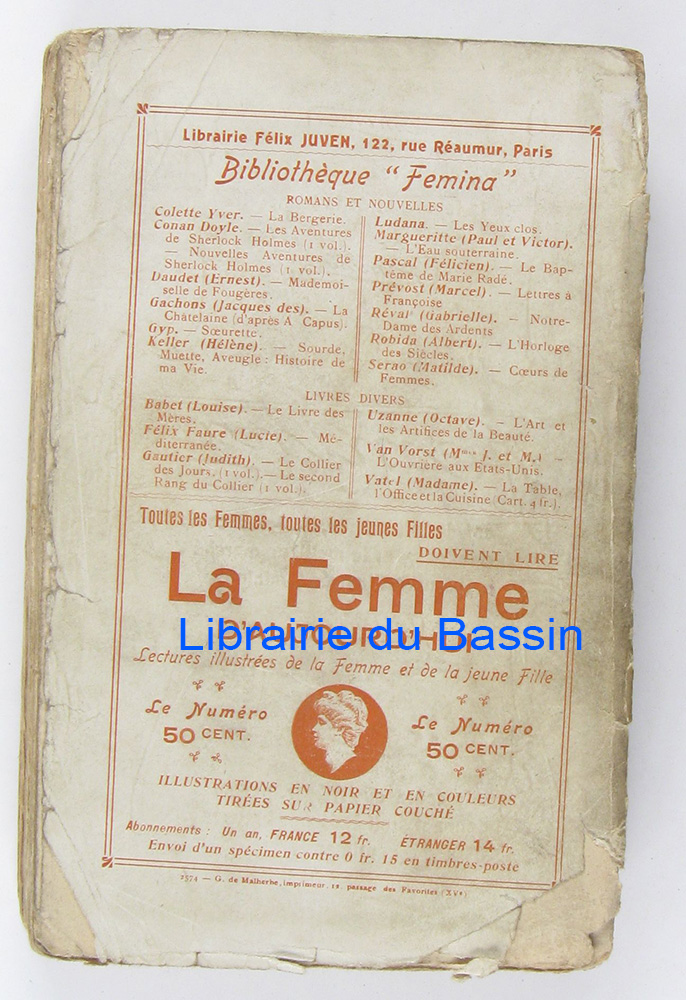 Librairie Félix JUVEN, 122, rue Réaumur, Paris
Bibliothèque "Femina"
ROMANS ET NOUVELLES
Colette Yver. — La Bergerie.
Conan Doyle. — Les Aventures
de Sherlock Holmes (1 vol.).
— Nouvelles Aventures de
Sherlock Holmes (1 vol.).
Daudet (Ernest). — Mademoi-
selle de Fougères.
Gachons (Jacques des). — La
Châtelaine (d'après A Capus).
Gyp. — Sœurette.
Keller (Hélène). — Sourde,
Muette, Aveugle : Histoire de
ma Vie.
Ludana. — Les Yeux clos.
Margueritte (Paul et Victor).
— L'Eau souterraine.
Pascal (Félicien). — Le Bap-
tême de Marie Radé.
Prévost (Marcel). — Lettres à
Françoise
Réval (Gabrielle). — Notre-
Dame des Ardents
Robida (Albert). — L'Horloge
des Siècles.
Serao (Matilde). — Cœurs de
Femmes.
LIVRES DIVERS
Babet (Louise). — Le Livre des
Mères.
Félix Faure (Lucie). — Mé-
diterranée.
Gautier (Judith). — Le Collier
des Jours. (1 vol.). — Le second
Rang du Collier (1 vol.).
Uzanne (Octave). — L'Art et
les Artifices de la Beauté.
Van Vorst (Mmes J. et M.) —
L'Ouvrière aux Etats-Unis.
Vatel (Madame). — La Table,
l'Office et la Cuisine (Cart. 4 fr.).
Toutes les Femmes, toutes les jeunes Filles
DOIVENT LIRE
La Femme
D'AUJOURD'HUI
Librairie du Bassin
Lectures illustrées de la Femme et de la jeune Fille
Le Numéro
50 CENT.
Le Numéro
50 CENT.
ILLUSTRATIONS EN NOIR ET EN COULEURS
TIRÉES SUR PAPIER COUCHÉ
Abonnements : Un an, FRANCE 12 fr. ÉTRANGER 14 fr.
Envoi d'un spécimen contre 0 fr. 15 en timbres-poste
2574 — G. de Malherbe, imprimeur, 12 passage des Favorites (XVe)